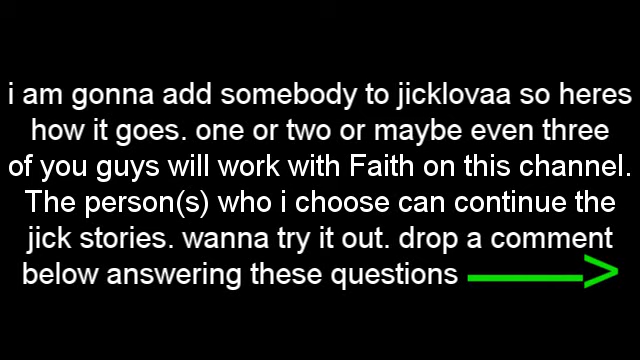 i am gonna add somebody to jicklovaa so heres
how it goes. one or two or maybe even three
of you guys will work with Faith on this channel.
The person(s) who i choose can continue the
jick stories. wanna try it out. drop a comment
below answering these questions